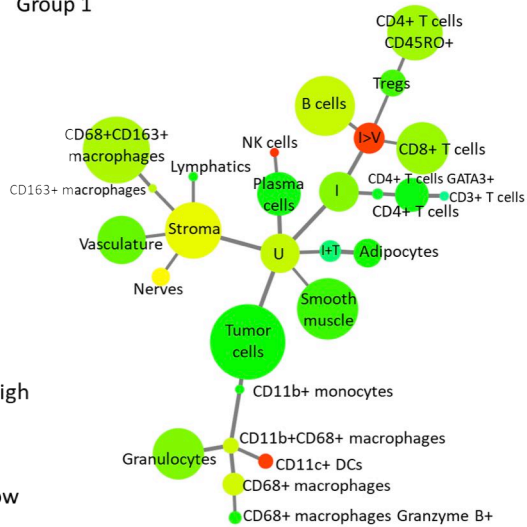 Group 1
CD4+ T cells
CD45RO+
Tregs
B cells
I>V
CD8+ T cells
NK cells
CD68+CD163+
macrophages
Lymphatics
CD163+ macrophages
Plasma
cells
I
CD4+ T cells GATA3+
CD3+ T cells
CD4+ T cells
Stroma
Vasculature
U
I+T
Adipocytes
Nerves
Smooth
muscle
Tumor
cells
igh
CD11b+ monocytes
CD11b+CD68+ macrophages
Granulocytes
CD11c+ DCs
CD68+ macrophages
ow
CD68+ macrophages Granzyme B+